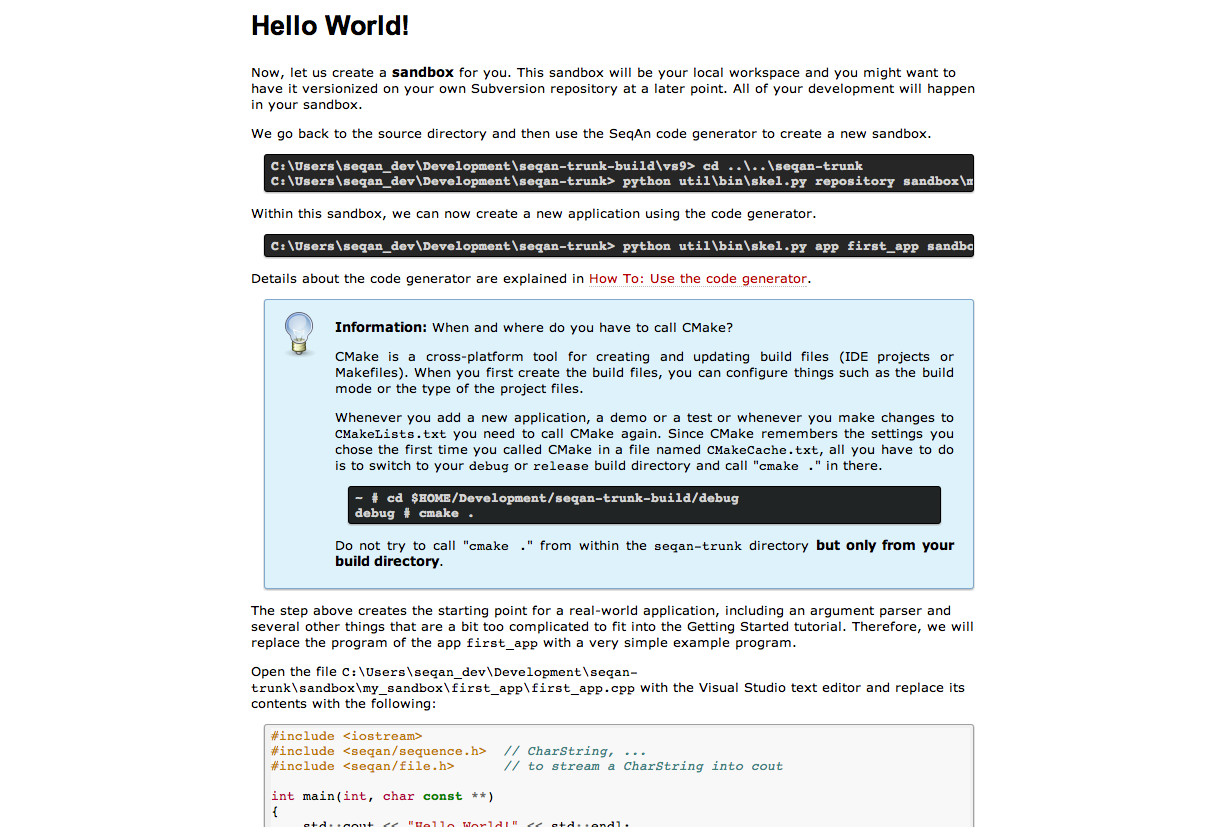 Hello World!
Now, let us create a sandbox for you. This sandbox will be your local workspace and you might want to
have it versionized on your own Subversion repository at a later point. All of your development will happen
in your sandbox.
We go back to the source directory and then use the SeqAn code generator to create a new sandbox.
C:\Users\seqan_dev\Development\seqan-trunk-build\vs9> cd ..\..\seqan-trunk
C:\Users\seqan_dev\Development\seqan-trunk> python util\bin\skel.py repository
Within this sandbox, we can now create a new application using the code generator.
C:\Users\seqan_dev\Development\seqan-trunk> python util\bin\skel.py app first_app
Details about the code generator are explained in How To: Use the code generator.
Information: When and where do you have to call CMake?
CMake is a cross-platform tool for creating and updating build files (IDE projects or
Makefiles). When you first create the build files, you can configure things such as the build
mode or the type of the project files.
Whenever you add a new application, a demo or a test or whenever you make changes to
CMakeLists.txt you need to call CMake again. Since CMake remembers the settings you
chose the first time you called CMake in a file named CMakeCache.txt, all you have to do
is to switch to your debug or release build directory and call "cmake ." in there.
~ # cd $HOME/Development/seqan-trunk-build/debug
debug # cmake .
Do not try to call "cmake ." from within the seqan-trunk directory but only from your
build directory.
The step above creates the starting point for a real-world application, including an argument parser and
several other things that are a bit too complicated to fit into the Getting Started tutorial. Therefore, we will
replace the program of the app first_app with a very simple example program.
Open the file C:\Users\seqan_dev\Development\seqan-
trunk\sandbox\my_sandbox\first_app\first_app.cpp with the Visual Studio text editor and replace its
contents with the following:
#include <iostream>
#include <seqan/sequence.h>  // CharString, ...
#include <seqan/file.h>      // to stream a CharString into cout
int main(int, char const **)
{
std::cout << "Hello World!" << std::endl;